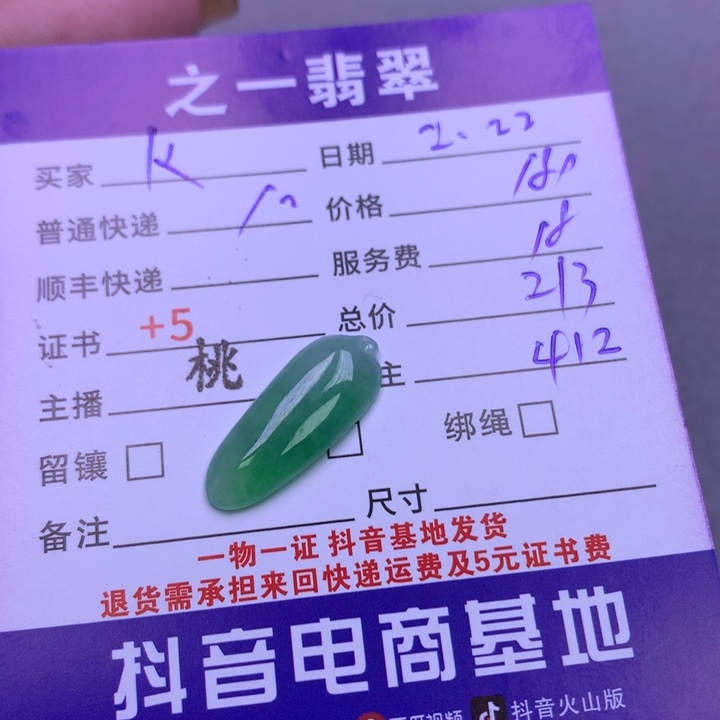 之一翡翠
买家 K 日期 2.22
普通快递 价格
顺丰快递 服务费 18
证书 +5 总价 213
主播 桃 主 412
留镶 绑绳
备注 尺寸
一物一证 抖音基地发货
退货需承担来回快递运费及5元证书费
抖音电商基地
抖音火山版